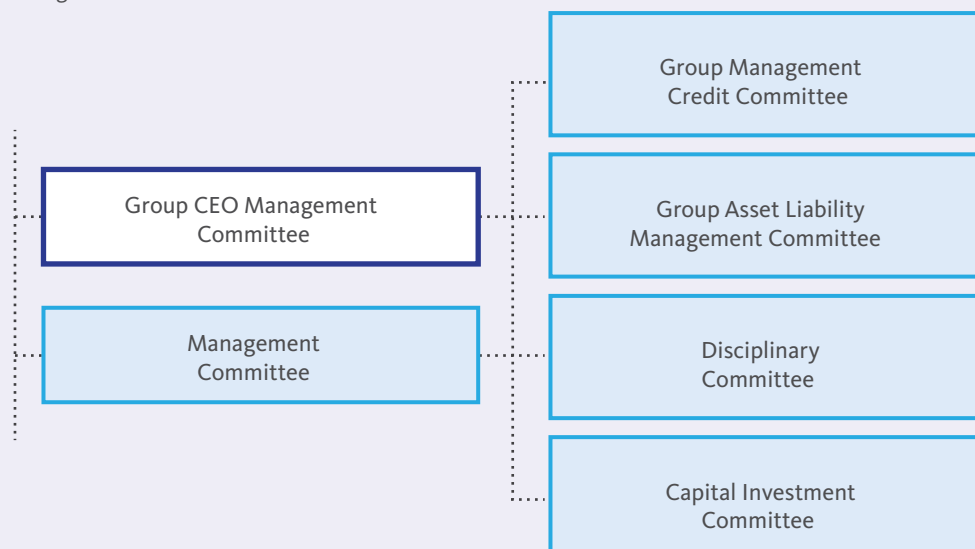 Group CEO Management
Committee
Management
Committee
Group Management
Credit Committee
Group Asset Liability
Management Committee
Disciplinary
Committee
Capital Investment
Committee